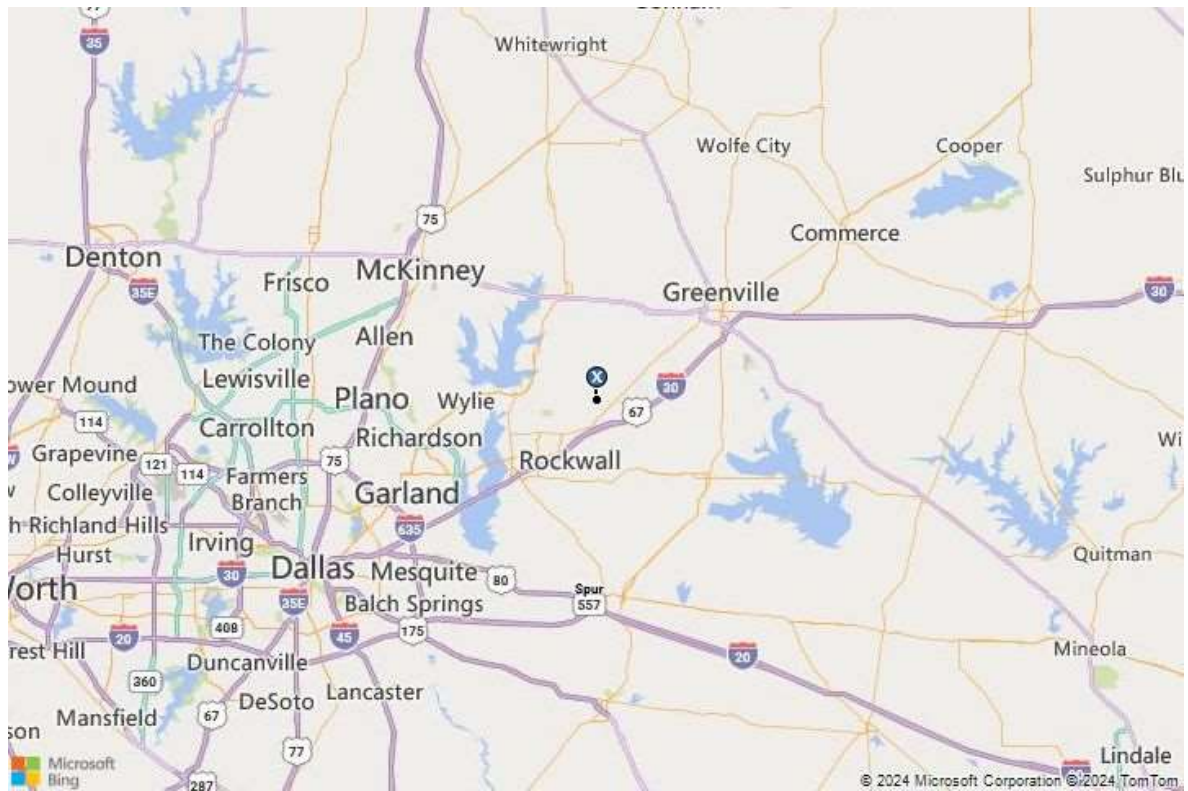 35
Whitewright
Wolfe City
Cooper
Sulphur Blu
75
Commerce
Denton
McKinney
Frisco
35E
Greenville
30
The Colony
Allen
ower Mound
Lewisville
X
30
Plano
Wylie
67
114
Carrollton
Richardson
Grapevine
121
114
75
Rockwall
Wi
Colleyville
Farmers
Branch
Garland
h Richland Hills
635
Hurst
Irving
Quitman
Dallas
Mesquite
80
Spur
557
orth
30
35E
Balch Springs
20
408
45
175
rest Hill
Duncanville
20
Mineola
360
DeSoto
Lancaster
Mansfield
67
son
77
Lindale
Microsoft
Bing
287
© 2024 Microsoft Corporation © 2024 TomTom